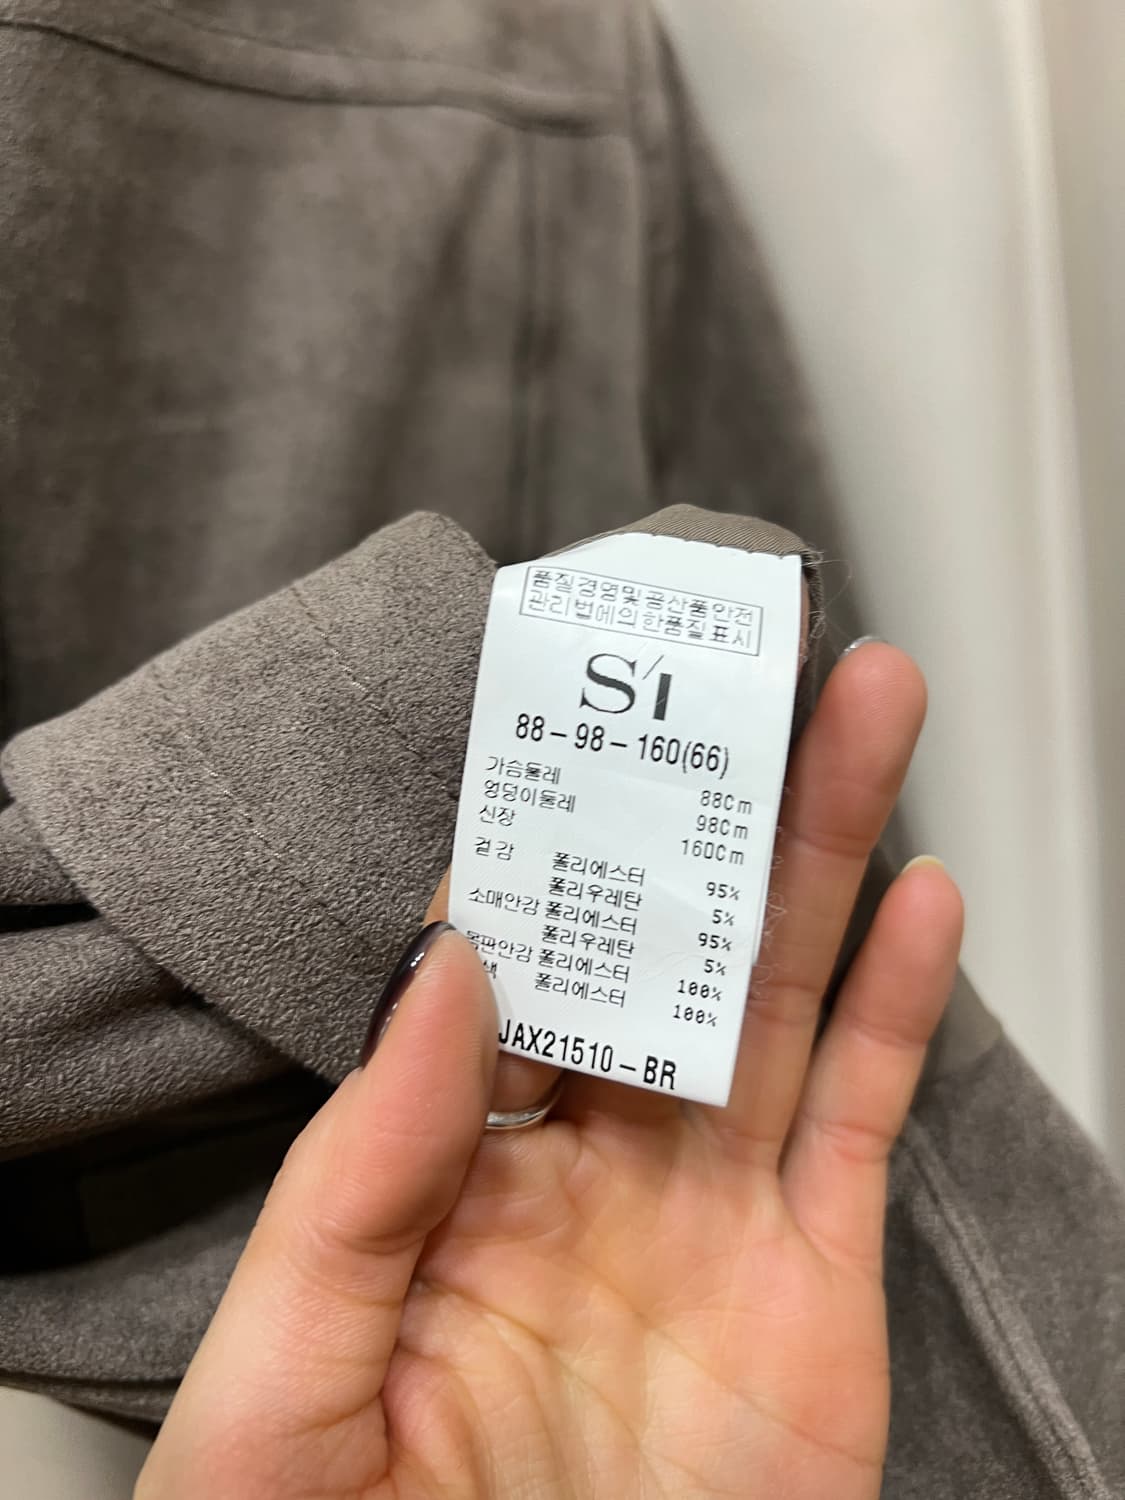 품질경영및공산품안전
관리법에의한품질표시
S/I
88-98-160(66)
가슴둘레 88Cm
엉덩이둘레 98Cm
신장 160Cm
겉감 폴리에스터 95%
폴리우레탄 5%
소매안감 폴리에스터 95%
폴리우레탄 5%
몸판안감 폴리에스터 100%
폴리에스터 100%
JAX21510-BR